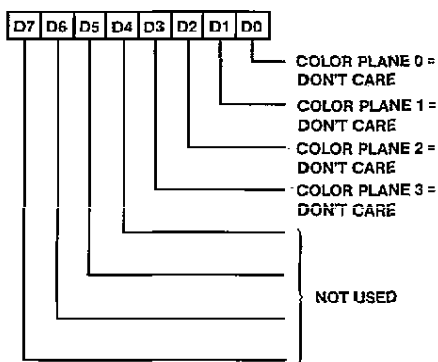 D7 D6 D5 D4 D3 D2 D1 D0
COLOR PLANE 0 =
DON'T CARE
COLOR PLANE 1 =
DON'T CARE
COLOR PLANE 2 =
DON'T CARE
COLOR PLANE 3 =
DON'T CARE
NOT USED